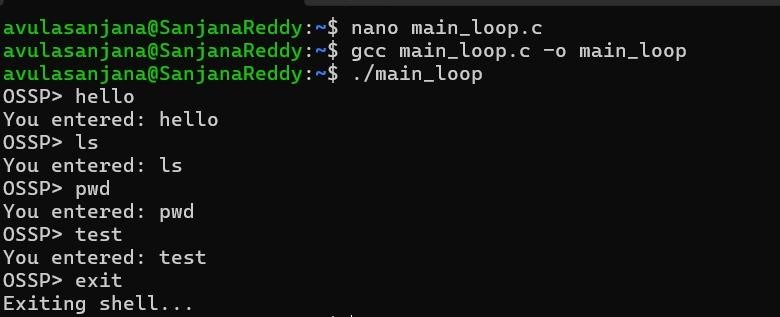 avulasanjana@SanjanaReddy:~$ nano main_loop.c
avulasanjana@SanjanaReddy:~$ gcc main_loop.c -o main_loop
avulasanjana@SanjanaReddy:~$ ./main_loop
OSSP> hello
You entered: hello
OSSP> ls
You entered: ls
OSSP> pwd
You entered: pwd
OSSP> test
You entered: test
OSSP> exit
Exiting shell...